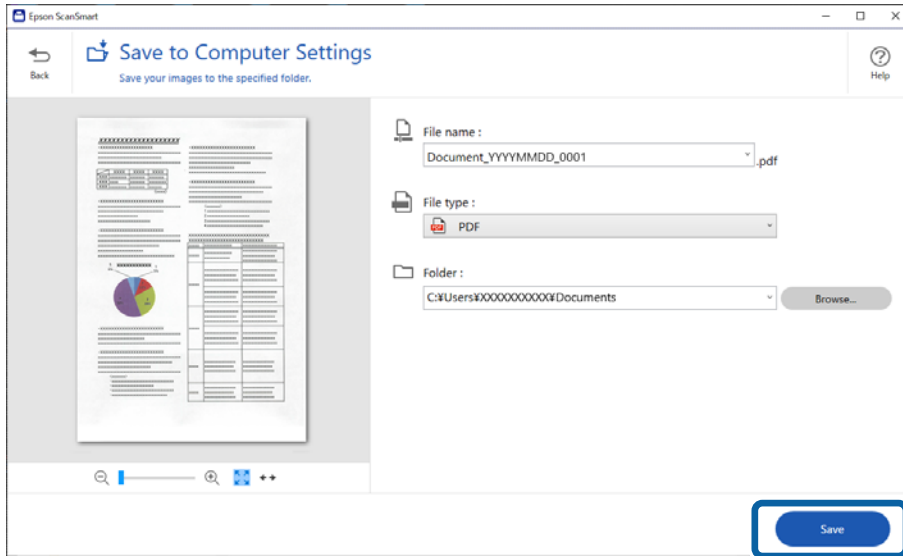 Epson ScanSmart
Back
Save to Computer Settings
Save your images to the specified folder.
Help
File name :
Document_YYYYMMDD_0001
.pdf
File type :
PDF
PDF
Folder :
C:¥Users¥XXXXXXXXXX¥Documents
Browse...
Save